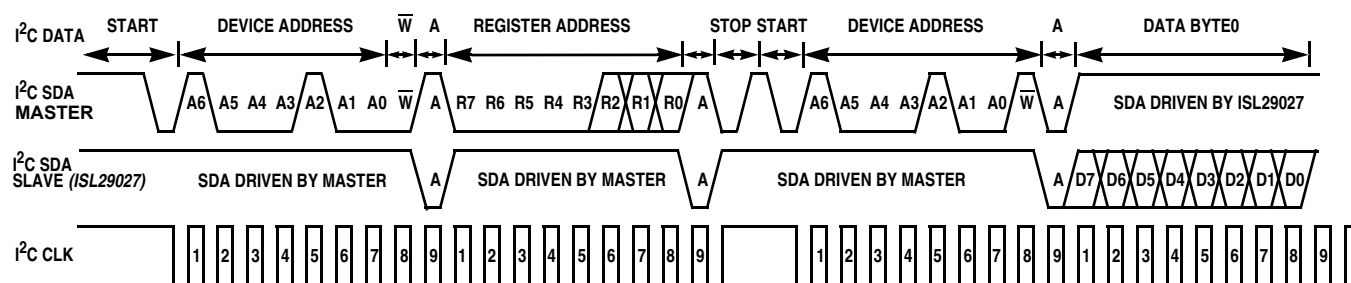 I²C DATA START DEVICE ADDRESS W̅ A REGISTER ADDRESS STOP START DEVICE ADDRESS A DATA BYTE0
I²C SDA MASTER A6 A5 A4 A3 A2 A1 A0 W̅ A R7 R6 R5 R4 R3 R2 R1 R0 A A6 A5 A4 A3 A2 A1 A0 W̅ A SDA DRIVEN BY ISL29027
I²C SDA
SLAVE (ISL29027) SDA DRIVEN BY MASTER A SDA DRIVEN BY MASTER A SDA DRIVEN BY MASTER A D7 D6 D5 D4 D3 D2 D1 D0
I²C CLK 1 2 3 4 5 6 7 8 9 1 2 3 4 5 6 7 8 9 1 2 3 4 5 6 7 8 9 1 2 3 4 5 6 7 8 9